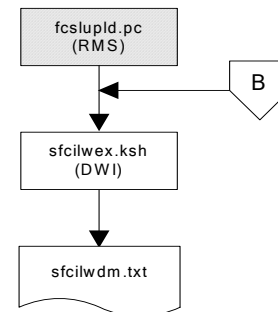 fcslupld.pc
(RMS)
B
sfcilwex.ksh
(DWI)
sfcilwdm.txt